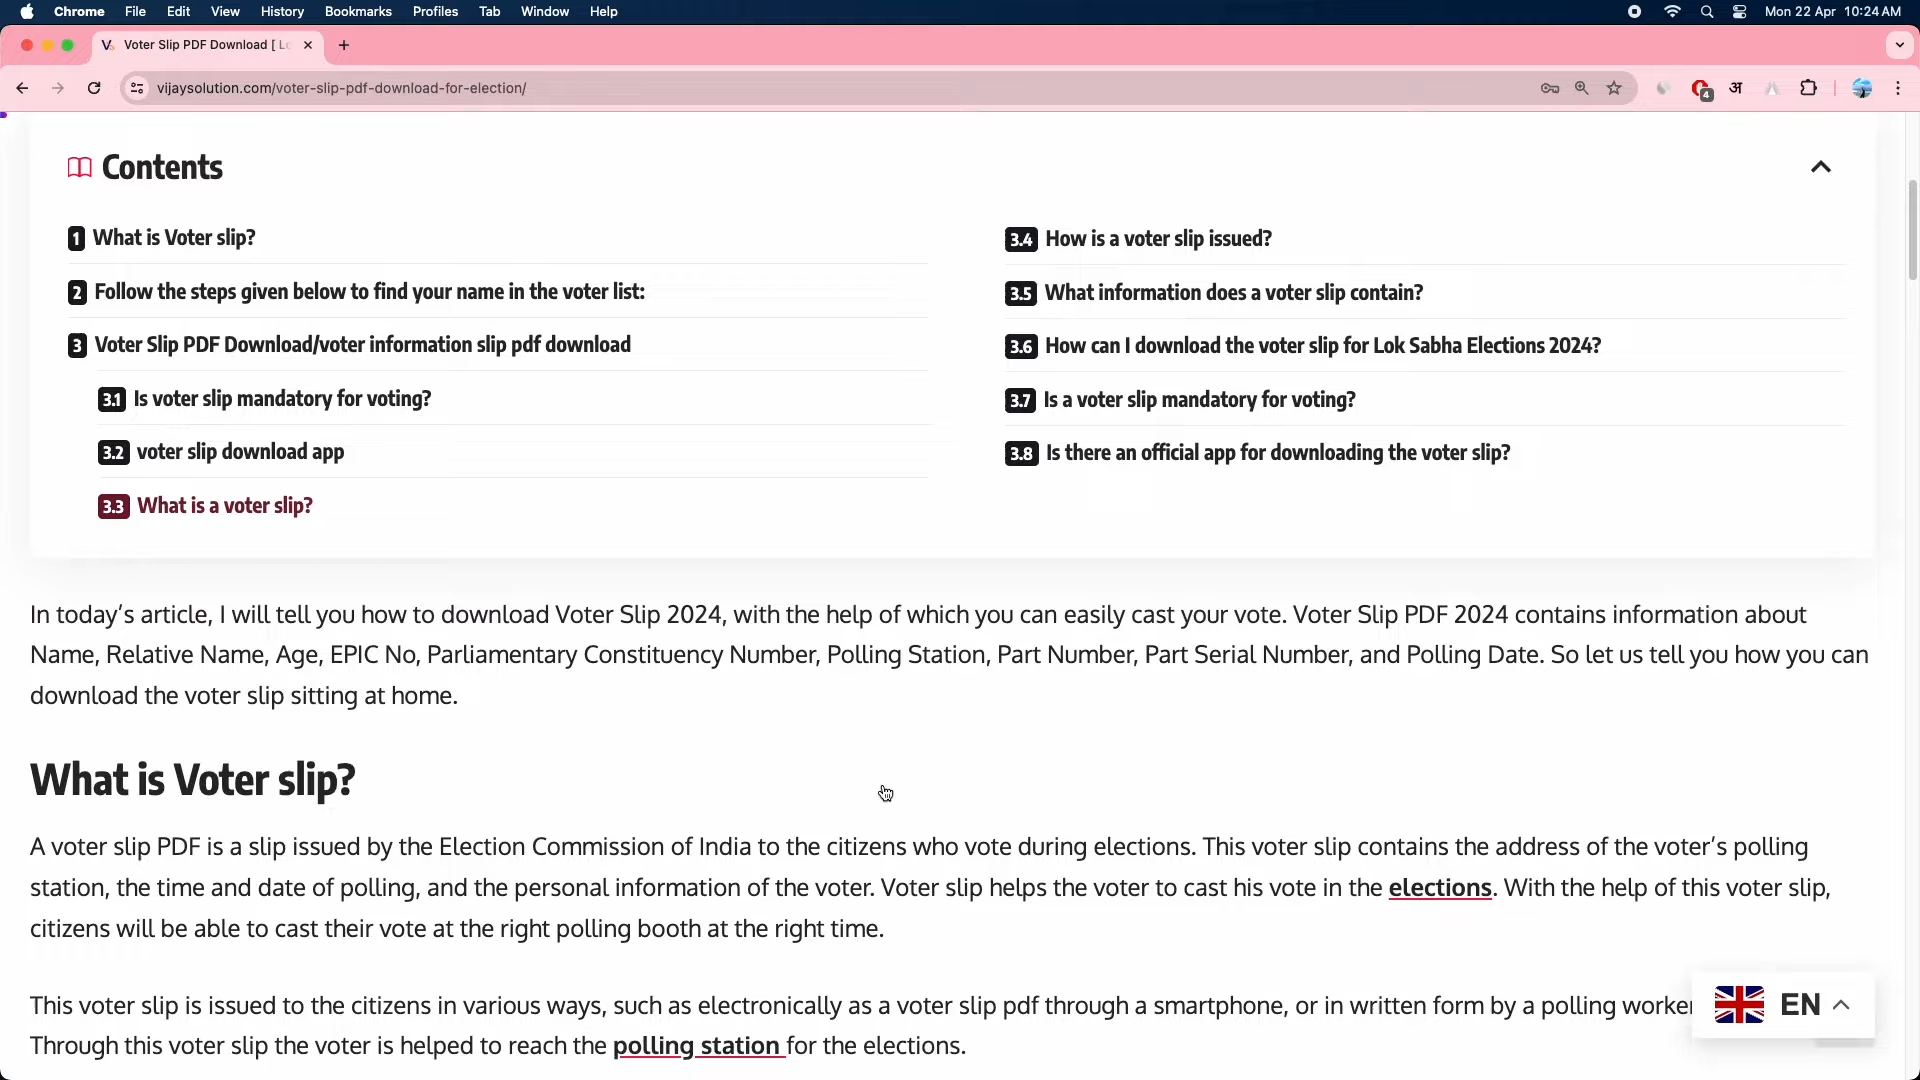 Chrome File Edit View History Bookmarks Profiles Tab Window Help Mon 22 Apr 10:24 AM
Voter Slip PDF Download [
vijaysolution.com/voter-slip-pdf-download-for-election/
4
अ
Contents
1 What is Voter slip?
2 Follow the steps given below to find your name in the voter list:
3 Voter Slip PDF Download/voter information slip pdf download
3.1 Is voter slip mandatory for voting?
3.2 voter slip download app
3.3 What is a voter slip?
3.4 How is a voter slip issued?
3.5 What information does a voter slip contain?
3.6 How can I download the voter slip for Lok Sabha Elections 2024?
3.7 Is a voter slip mandatory for voting?
3.8 Is there an official app for downloading the voter slip?
In today's article, I will tell you how to download Voter Slip 2024, with the help of which you can easily cast your vote. Voter Slip PDF 2024 contains information about
Name, Relative Name, Age, EPIC No, Parliamentary Constituency Number, Polling Station, Part Number, Part Serial Number, and Polling Date. So let us tell you how you can
download the voter slip sitting at home.
What is Voter slip?
A voter slip PDF is a slip issued by the Election Commission of India to the citizens who vote during elections. This voter slip contains the address of the voter's polling
station, the time and date of polling, and the personal information of the voter. Voter slip helps the voter to cast his vote in the elections. With the help of this voter slip,
citizens will be able to cast their vote at the right polling booth at the right time.
This voter slip is issued to the citizens in various ways, such as electronically as a voter slip pdf through a smartphone, or in written form by a polling worker
Through this voter slip the voter is helped to reach the polling station for the elections.
EN